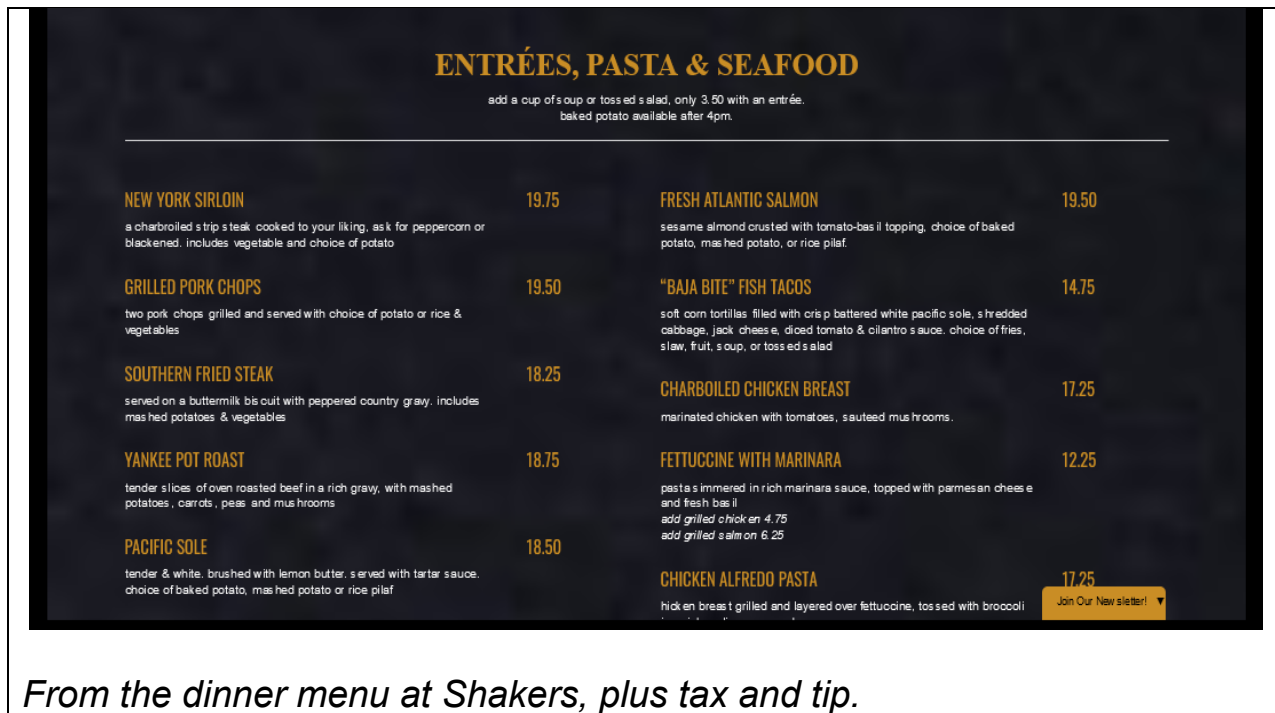 ENTRÉES, PASTA & SEAFOOD
add a cup of soup or tossed salad, only 3.50 with an entrée.
baked potato available after 4pm.
NEW YORK SIRLOIN 19.75
a charbroiled strip steak cooked to your liking, ask for peppercorn or
blackened. includes vegetable and choice of potato
GRILLED PORK CHOPS 19.50
two pork chops grilled and served with choice of potato or rice &
vegetables
SOUTHERN FRIED STEAK 18.25
served on a buttermilk biscuit with peppered country gravy. includes
mashed potatoes & vegetables
YANKEE POT ROAST 18.75
tender slices of oven roasted beef in a rich gravy, with mashed
potatoes, carrots, peas and mushrooms
PACIFIC SOLE 18.50
tender & white. brushed with lemon butter. served with tartar sauce.
choice of baked potato, mashed potato or rice pilaf
FRESH ATLANTIC SALMON 19.50
sesame almond crusted with tomato-basil topping, choice of baked
potato, mashed potato, or rice pilaf.
“BAJA BITE” FISH TACOS 14.75
soft corn tortillas filled with crisp battered white pacific sole, shredded
cabbage, jack cheese, diced tomato & cilantro sauce. choice of fries,
slaw, fruit, soup, or tossed salad
CHARBOILED CHICKEN BREAST 17.25
marinated chicken with tomatoes, sauteed mushrooms.
FETTUCCINE WITH MARINARA 12.25
pasta simmered in rich marinara sauce, topped with parmesan cheese
and fresh basil
add grilled chicken 4.75
add grilled salmon 6.25
CHICKEN ALFREDO PASTA 17.25
hicken breast grilled and layered over fettuccine, tossed with broccoli
Join Our Newsletter! ▼
From the dinner menu at Shakers, plus tax and tip.